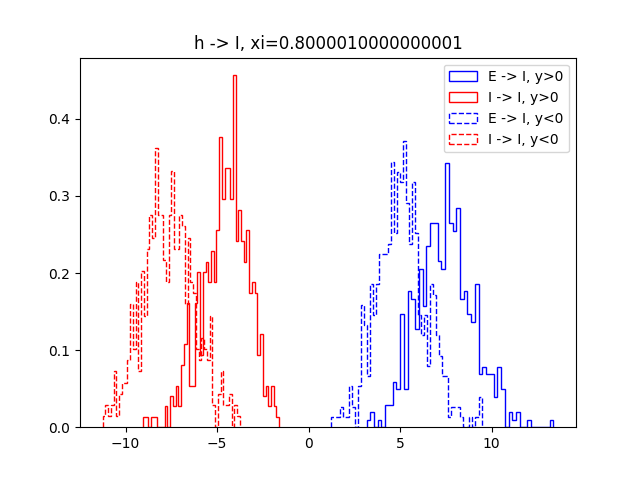 h -> I, xi=0.8000010000000001
E -> I, y>0
I -> I, y>0
E -> I, y<0
I -> I, y<0
0.4
0.3
0.2
0.1
0.0
−10 −5 0 5 10